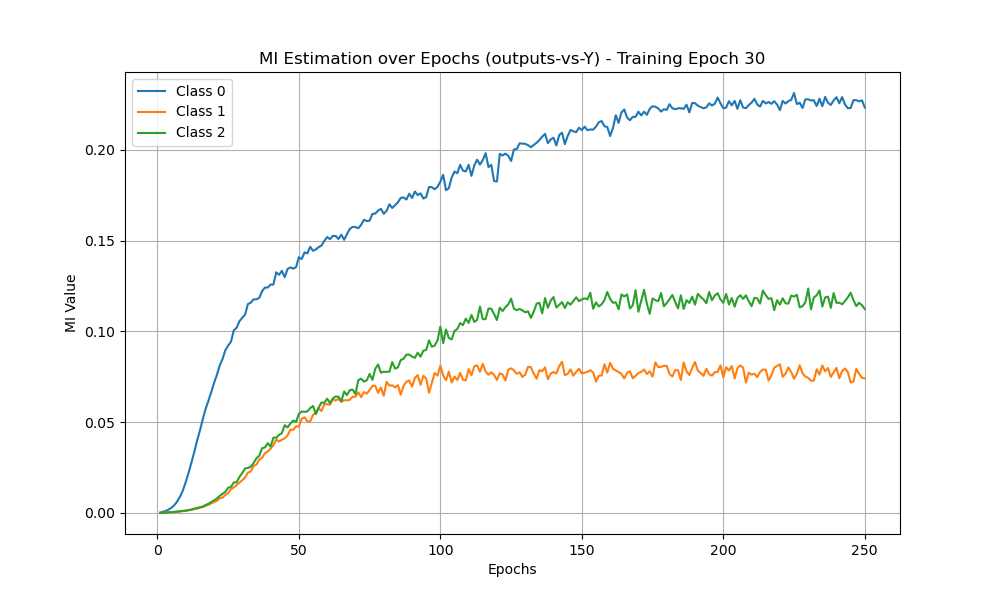 MI Estimation over Epochs (outputs-vs-Y) - Training Epoch 30
Class 0
Class 1
Class 2
0.20
0.15
0.10
0.05
0.00
MI Value
0 50 100 150 200 250
Epochs